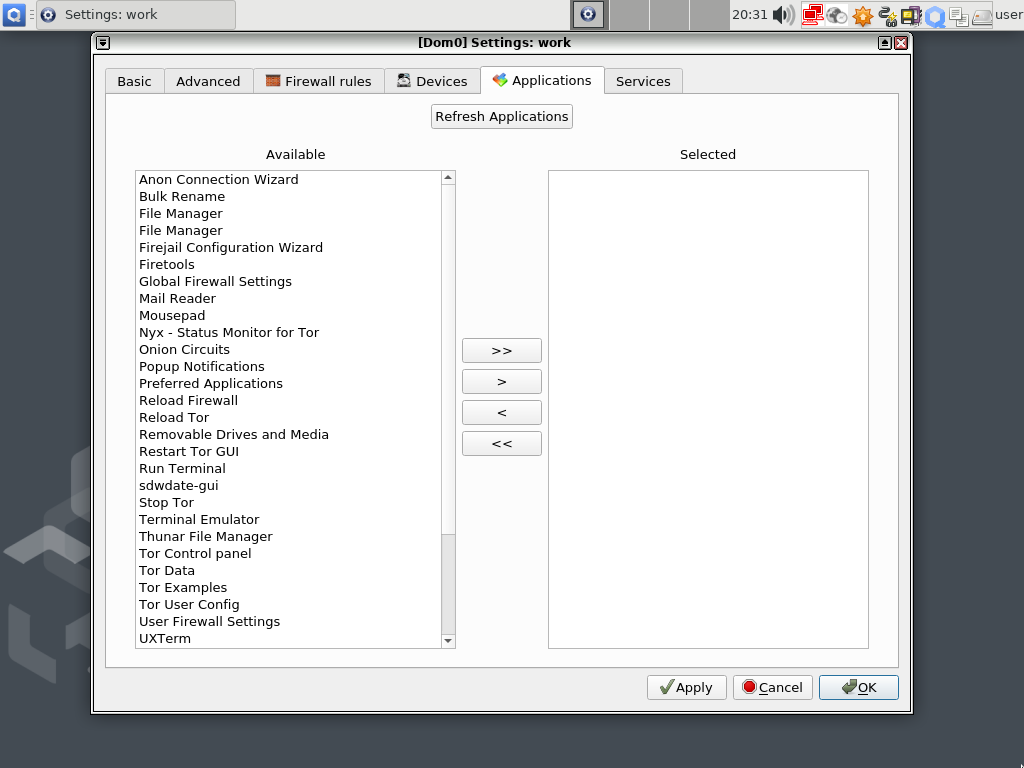 Settings: work
20:31
user
[Dom0] Settings: work
Basic
Advanced
Firewall rules
Devices
Applications
Services
Refresh Applications
Available
Selected
Anon Connection Wizard
Bulk Rename
File Manager
File Manager
Firejail Configuration Wizard
Firetools
Global Firewall Settings
Mail Reader
Mousepad
Nyx - Status Monitor for Tor
Onion Circuits
Popup Notifications
Preferred Applications
Reload Firewall
Reload Tor
Removable Drives and Media
Restart Tor GUI
Run Terminal
sdwdate-gui
Stop Tor
Terminal Emulator
Thunar File Manager
Tor Control panel
Tor Data
Tor Examples
Tor User Config
User Firewall Settings
UXTerm
>>
>
<
<<
Apply
Cancel
OK